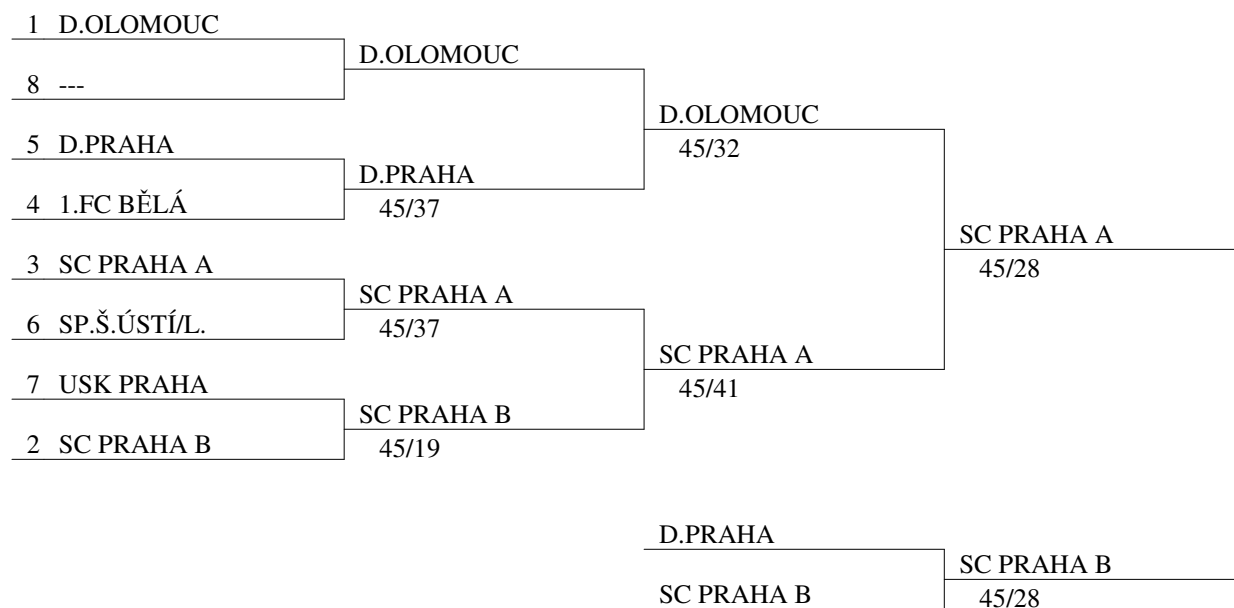 1 D.OLOMOUC
D.OLOMOUC
8 ---
D.OLOMOUC
45/32
5 D.PRAHA
D.PRAHA
45/37
4 1.FC BĚLÁ
SC PRAHA A
45/28
3 SC PRAHA A
SC PRAHA A
45/37
6 SP.Š.ÚSTÍ/L.
SC PRAHA A
45/41
7 USK PRAHA
SC PRAHA B
45/19
2 SC PRAHA B
D.PRAHA
SC PRAHA B
45/28
SC PRAHA B